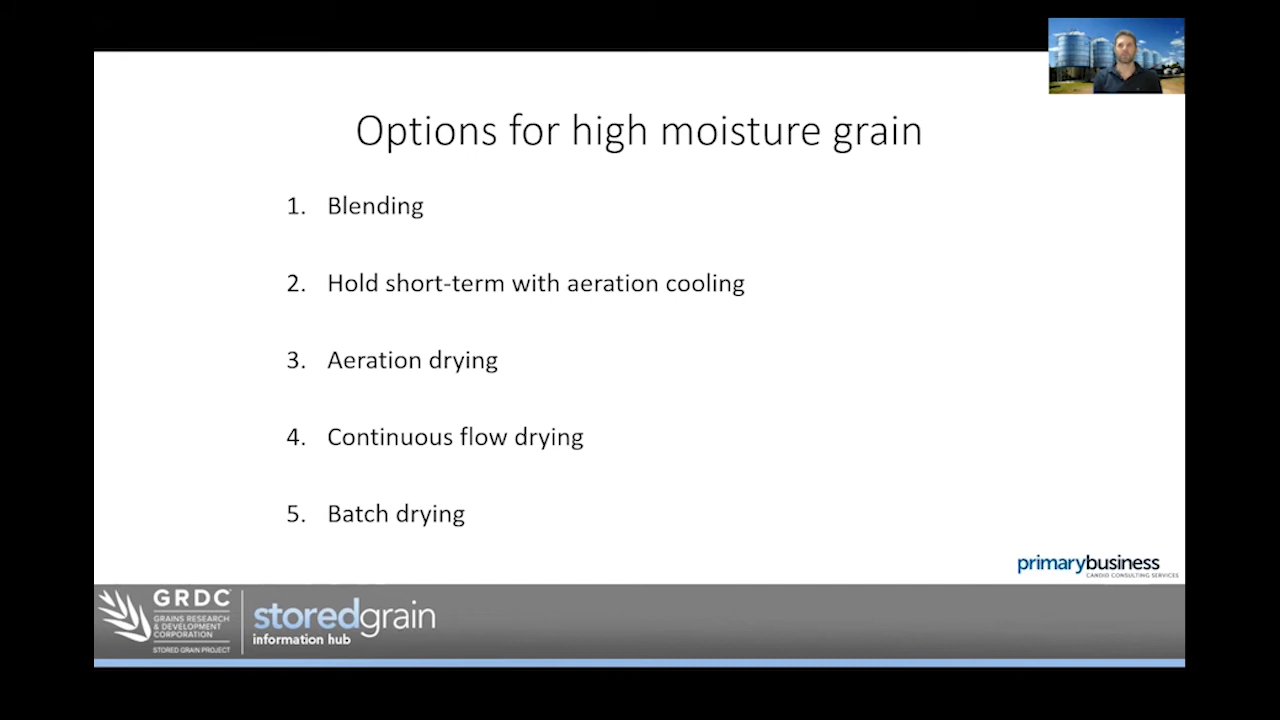 Options for high moisture grain
1. Blending
2. Hold short-term with aeration cooling
3. Aeration drying
4. Continuous flow drying
5. Batch drying
primarybusiness
CANDID CONSULTING SERVICES
GRDC
GRAINS RESEARCH
& DEVELOPMENT
CORPORATION
STORED GRAIN PROJECT
storedgrain
information hub